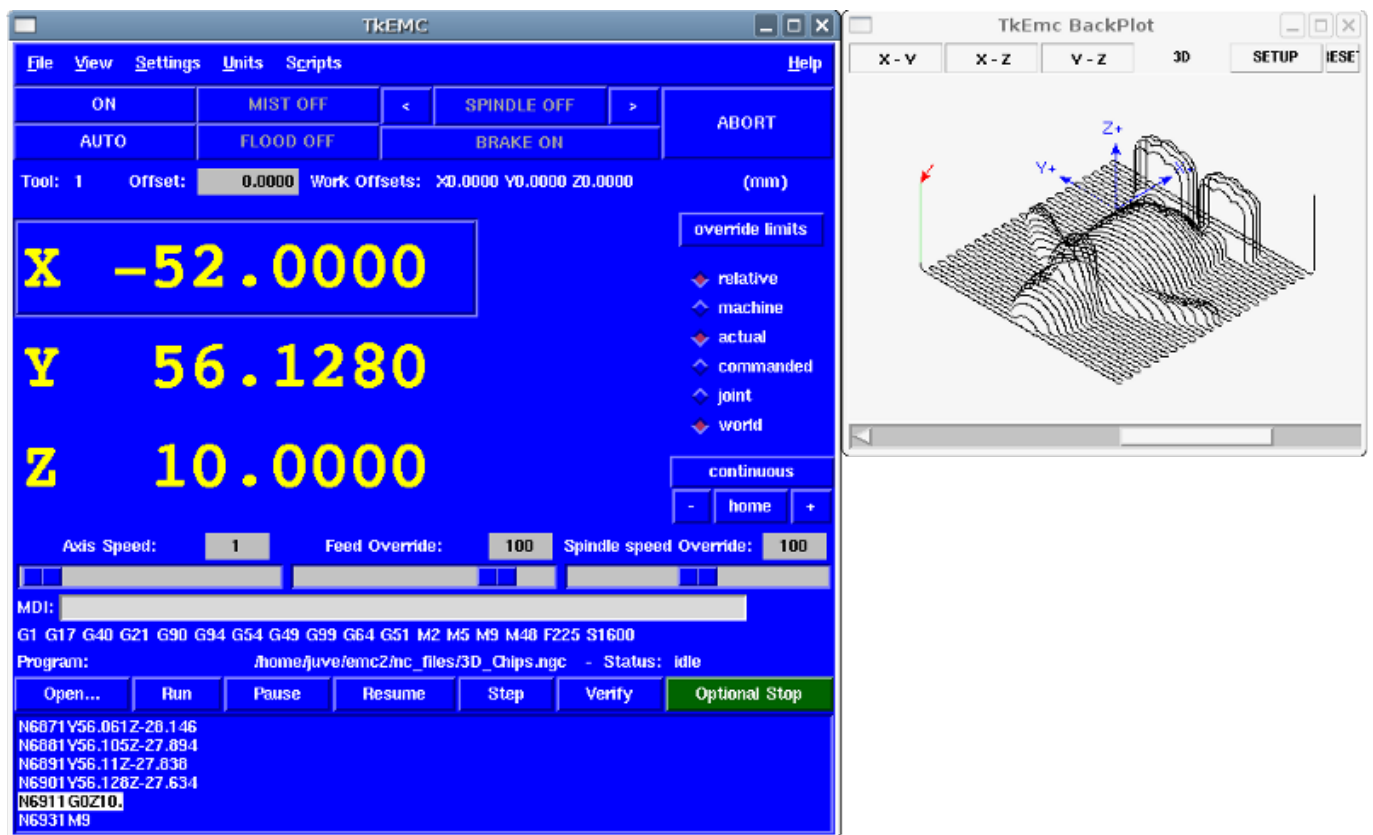 TkEMC
File View Settings Units Scripts Help
ON MIST OFF < SPINDLE OFF > ABORT
AUTO FLOOD OFF BRAKE ON
Tool: 1 Offset: 0.0000 Work Offsets: X0.0000 Y0.0000 Z0.0000 (mm)
override limits
X -52.0000
relative
machine
Y 56.1280
actual
commanded
joint
world
Z 10.0000
continuous
- home +
Axis Speed: 1 Feed Override: 100 Spindle speed Override: 100
MDI:
G1 G17 G40 G21 G90 G94 G54 G49 G99 G64 G51 M2 M5 M9 M48 F225 S1600
Program: /home/juve/emc2/nc_files/3D_Chips.ngc - Status: idle
Open... Run Pause Resume Step Verify Optional Stop
N6871Y56.061Z-28.146
N6881Y56.105Z-27.894
N6891Y56.11Z-27.838
N6901Y56.128Z-27.634
N6911G0Z10.
N6931M9
TkEmc BackPlot
X - Y X - Z Y - Z 3D SETUP RESET
Z+
Y+ X+